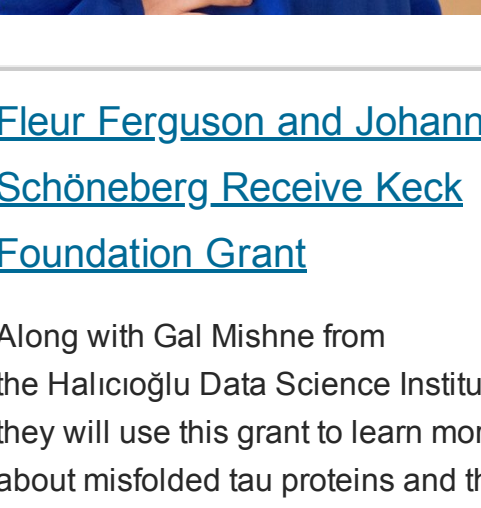 Fleur Ferguson and Johann
Schöneberg Receive Keck
Foundation Grant
Along with Gal Mishne from
the Halıcıoğlu Data Science Institu
they will use this grant to learn mor
about misfolded tau proteins and th